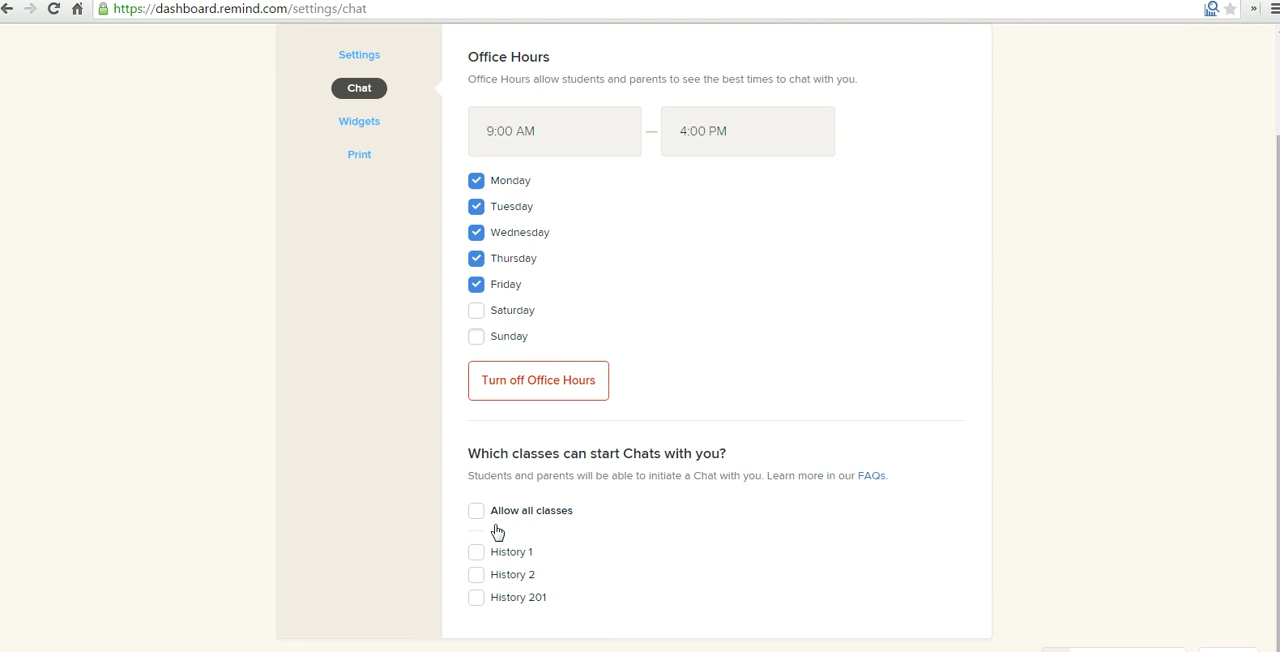 https://dashboard.remind.com/settings/chat
»
Settings
Chat
Widgets
Print
Office Hours
Office Hours allow students and parents to see the best times to chat with you.
9:00 AM — 4:00 PM
Monday
Tuesday
Wednesday
Thursday
Friday
Saturday
Sunday
Turn off Office Hours
Which classes can start Chats with you?
Students and parents will be able to initiate a Chat with you. Learn more in our FAQs.
Allow all classes
History 1
History 2
History 201